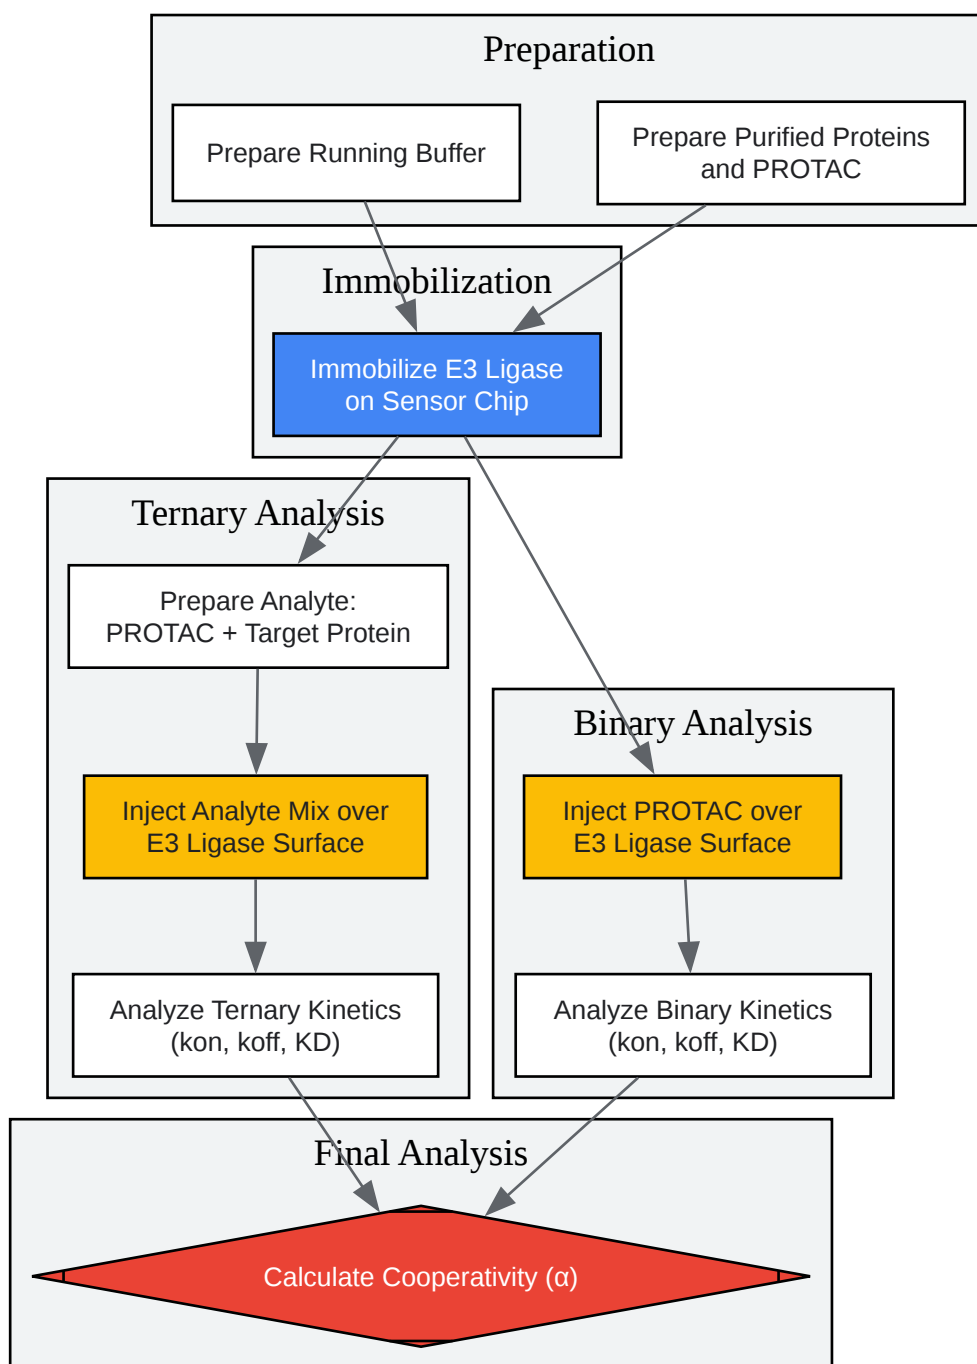 Preparation
Prepare Running Buffer
Prepare Purified Proteins
and PROTAC
Immobilization
Immobilize E3 Ligase
on Sensor Chip
Ternary Analysis
Prepare Analyte:
PROTAC + Target Protein
Inject Analyte Mix over
E3 Ligase Surface
Analyze Ternary Kinetics
(kon, koff, KD)
Binary Analysis
Inject PROTAC over
E3 Ligase Surface
Analyze Binary Kinetics
(kon, koff, KD)
Final Analysis
Calculate Cooperativity (α)